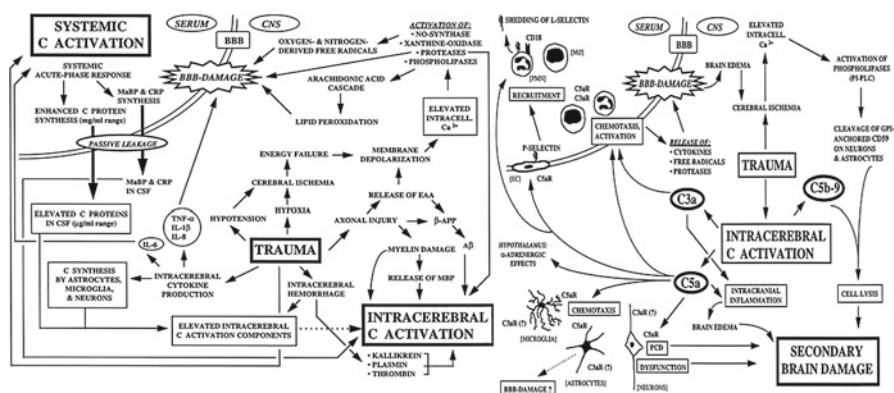 SYSTEMIC
C ACTIVATION
SERUM
CNS
BBB
BBB-DAMAGE
ACTIVATION OF:
• NO-SYNTHASE
• XANTHINE-OXIDASE
• PROTEASES
• PHOSPHOLIPASES
OXYGEN- & NITROGEN-
DERIVED FREE RADICALS
ARACHIDONIC ACID
CASCADE
LIPID PEROXIDATION
SYSTEMIC
ACUTE-PHASE RESPONSE
MaBP & CRP
SYNTHESIS
ENHANCED C PROTEIN
SYNTHESIS (mg/ml range)
PASSIVE LEAKAGE
MaBP & CRP
IN CSF
ELEVATED C PROTEINS
IN CSF (µg/ml range)
ELEVATED
INTRACELL.
Ca 2+
ENERGY FAILURE
MEMBRANE
DEPOLARIZATION
CEREBRAL ISCHEMIA
HYPOTENSION
HYPOXIA
RELEASE OF EAA
AXONAL INJURY
β-APP
Aβ
TNF-α
IL-1β
IL-8
IL-6
TRAUMA
MYELIN DAMAGE
RELEASE OF MBP
C SYNTHESIS
BY ASTROCYTES,
MICROGLIA,
& NEURONS
INTRACEREBRAL
CYTOKINE
PRODUCTION
INTRACEREBRAL
HEMORRHAGE
ELEVATED INTRACEREBRAL
C ACTIVATION COMPONENTS
INTRACEREBRAL
C ACTIVATION
• KALLIKREIN
• PLASMIN
• THROMBIN
SHEDDING OF L-SELECTIN
CD18
[MØ]
[PMN]
RECRUITMENT
P-SELECTIN
[EC]
C5aR
SERUM
CNS
BBB
BBB-DAMAGE
C5aR
C3aR
CHEMOTAXIS,
ACTIVATION
RELEASE OF:
• CYTOKINES
• FREE RADICALS
• PROTEASES
BRAIN EDEMA
ELEVATED
INTRACELL.
Ca 2+
CEREBRAL ISCHEMIA
ACTIVATION OF
PHOSPHOLIPASES
(PI-PLC)
CLEAVAGE OF GPI-
ANCHORED CD59
ON NEURONS
& ASTROCYTES
TRAUMA
C5b-9
C3a
INTRACEREBRAL
C ACTIVATION
HYPOTHALAMUS:
α-ADRENERGIC
EFFECTS
C5a
INTRACRANIAL
INFLAMMATION
CELL LYSIS
BRAIN EDEMA
C5aR
CHEMOTAXIS
C3aR (?)
[MICROGLIA]
C5aR
C3aR (?)
[ASTROCYTES]
BBB-DAMAGE ?
C3aR (?)
C5aR
PCD
DYSFUNCTION
[NEURONS]
SECONDARY
BRAIN DAMAGE